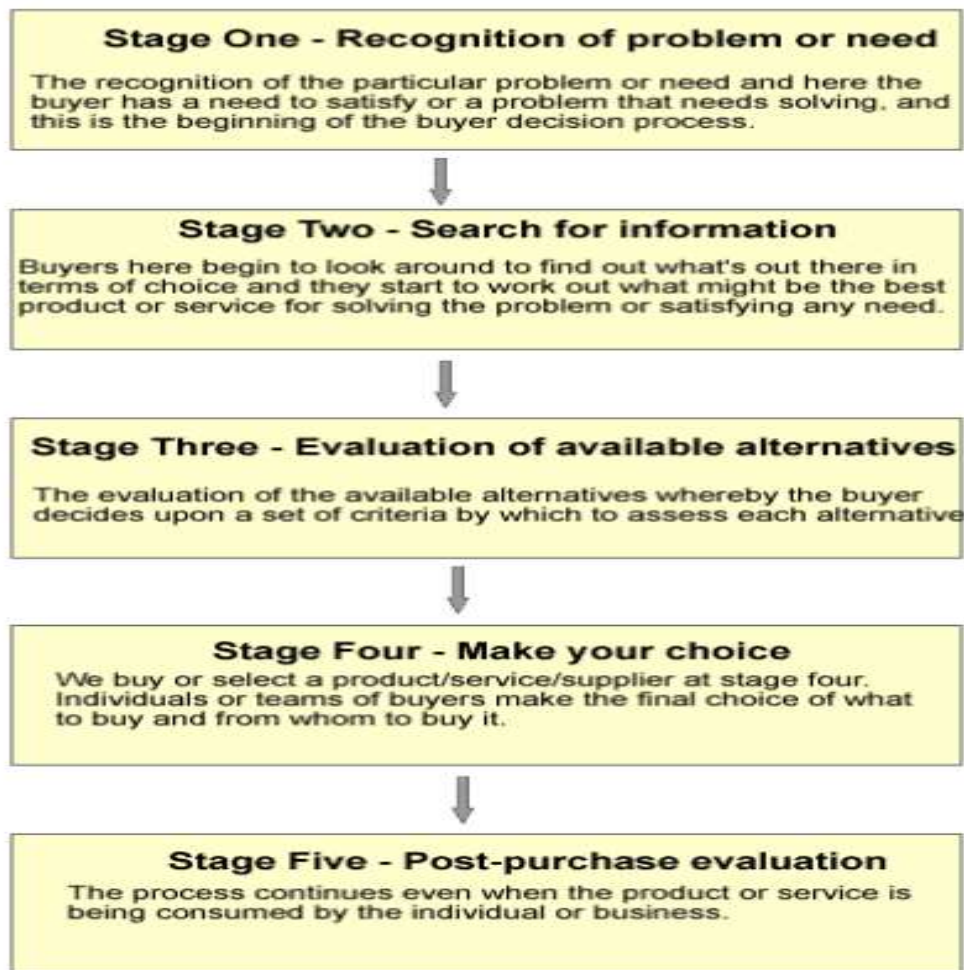 Stage One - Recognition of problem or need
The recognition of the particular problem or need and here the
buyer has a need to satisfy or a problem that needs solving, and
this is the beginning of the buyer decision process.
Stage Two - Search for information
Buyers here begin to look around to find out what's out there in
terms of choice and they start to work out what might be the best
product or service for solving the problem or satisfying any need.
Stage Three - Evaluation of available alternatives
The evaluation of the available alternatives whereby the buyer
decides upon a set of criteria by which to assess each alternative
Stage Four - Make your choice
We buy or select a product/service/supplier at stage four.
Individuals or teams of buyers make the final choice of what
to buy and from whom to buy it.
Stage Five - Post-purchase evaluation
The process continues even when the product or service is
being consumed by the individual or business.